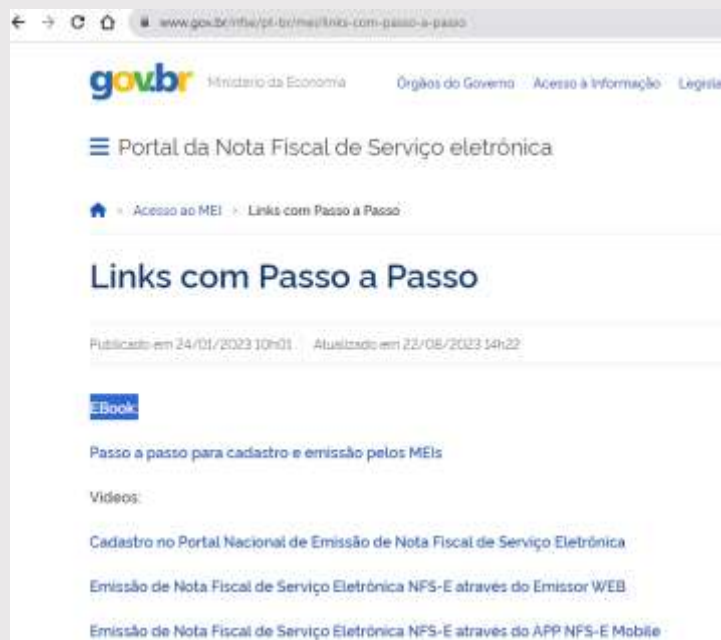 www.gov.br/nfse/pt-br/mei/links-com-passo-a-passo
gov.br Ministério da Economia Órgãos do Governo Acesso à Informação Legisla
Portal da Nota Fiscal de Serviço eletrônica
Acesso ao MEI > Links com Passo a Passo
Links com Passo a Passo
Publicado em 24/01/2023 10h01 Atualizado em 22/08/2023 14h22
EBook:
Passo a passo para cadastro e emissão pelos MEIs
Vídeos:
Cadastro no Portal Nacional de Emissão de Nota Fiscal de Serviço Eletrônica
Emissão de Nota Fiscal de Serviço Eletrônica NFS-E através do Emissor WEB
Emissão de Nota Fiscal de Serviço Eletrônica NFS-E através do APP NFS-E Mobile